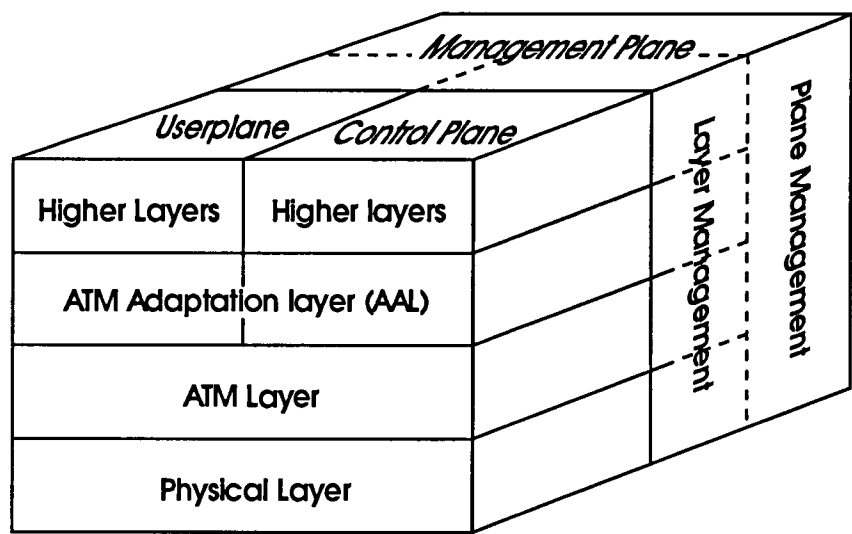 Management Plane
Userplane
Control Plane
Higher Layers
Higher layers
ATM Adaptation layer (AAL)
ATM Layer
Physical Layer
Layer Management
Plane Management